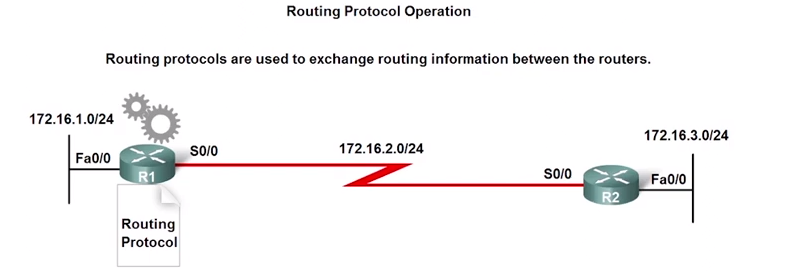 Routing Protocol Operation
Routing protocols are used to exchange routing information between the routers.
172.16.1.0/24
172.16.2.0/24
172.16.3.0/24
Fa0/0
S0/0
R1
S0/0
Fa0/0
R2
Routing
Protocol